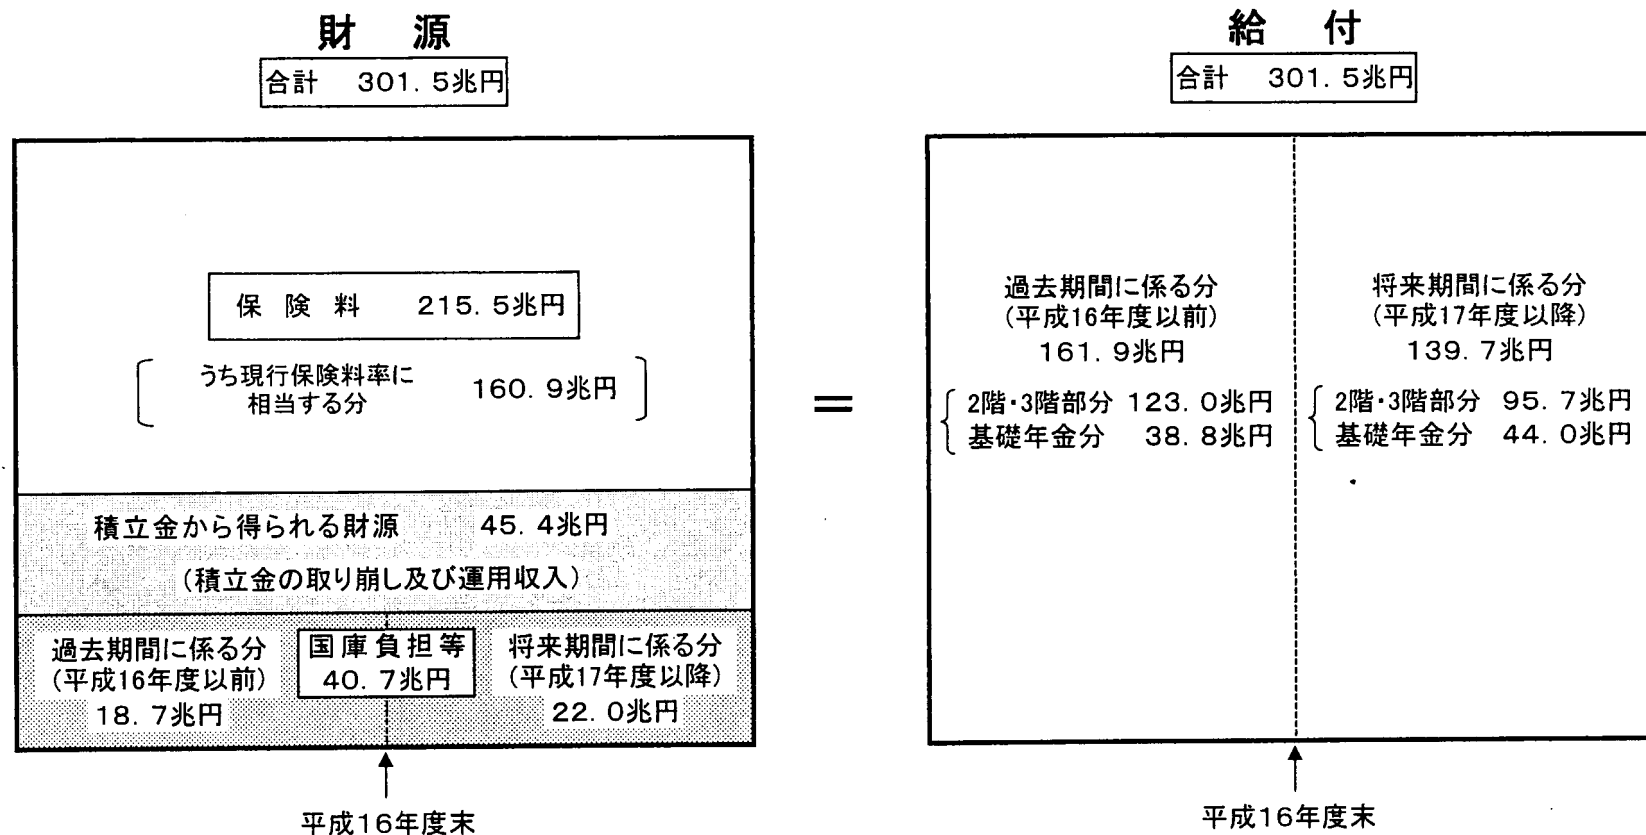 財 源
合計 301.5兆円
保 険 料 215.5兆円
うち現行保険料率に
相当する分
160.9兆円
積立金から得られる財源 45.4兆円
(積立金の取り崩し及び運用収入)
過去期間に係る分
(平成16年度以前)
18.7兆円
国庫負担等
40.7兆円
将来期間に係る分
(平成17年度以降)
22.0兆円
平成16年度末
=
給 付
合計 301.5兆円
過去期間に係る分
(平成16年度以前)
161.9兆円
2階・3階部分 123.0兆円
基礎年金分 38.8兆円
将来期間に係る分
(平成17年度以降)
139.7兆円
2階・3階部分 95.7兆円
基礎年金分 44.0兆円
平成16年度末